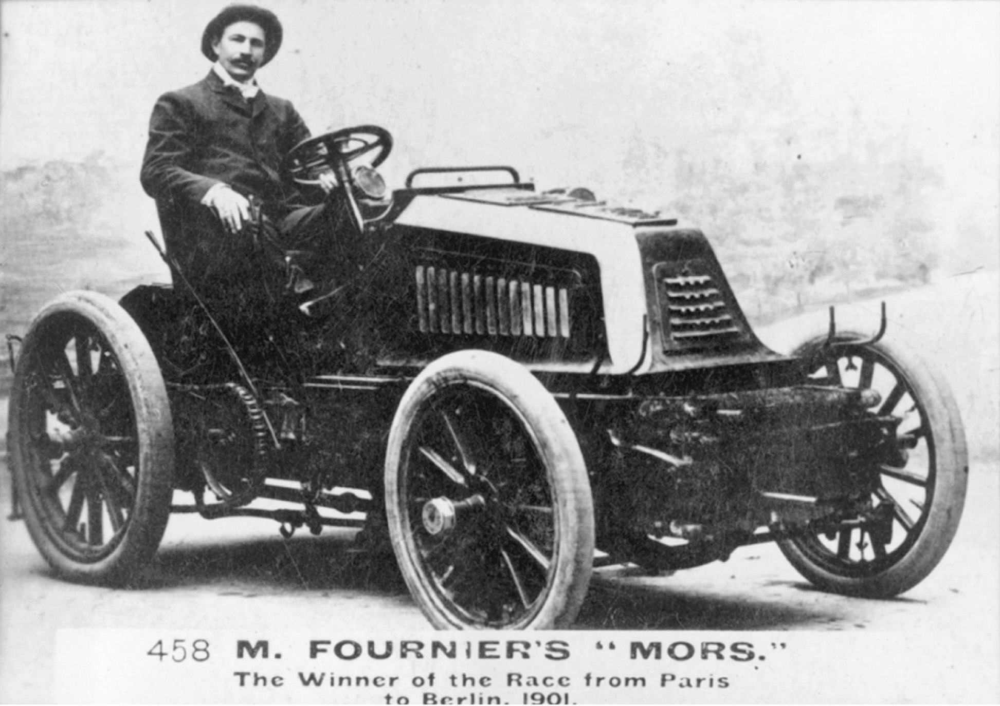 458 M. FOURNIER'S “MORS.”
The Winner of the Race from Paris
to Berlin, 1901.